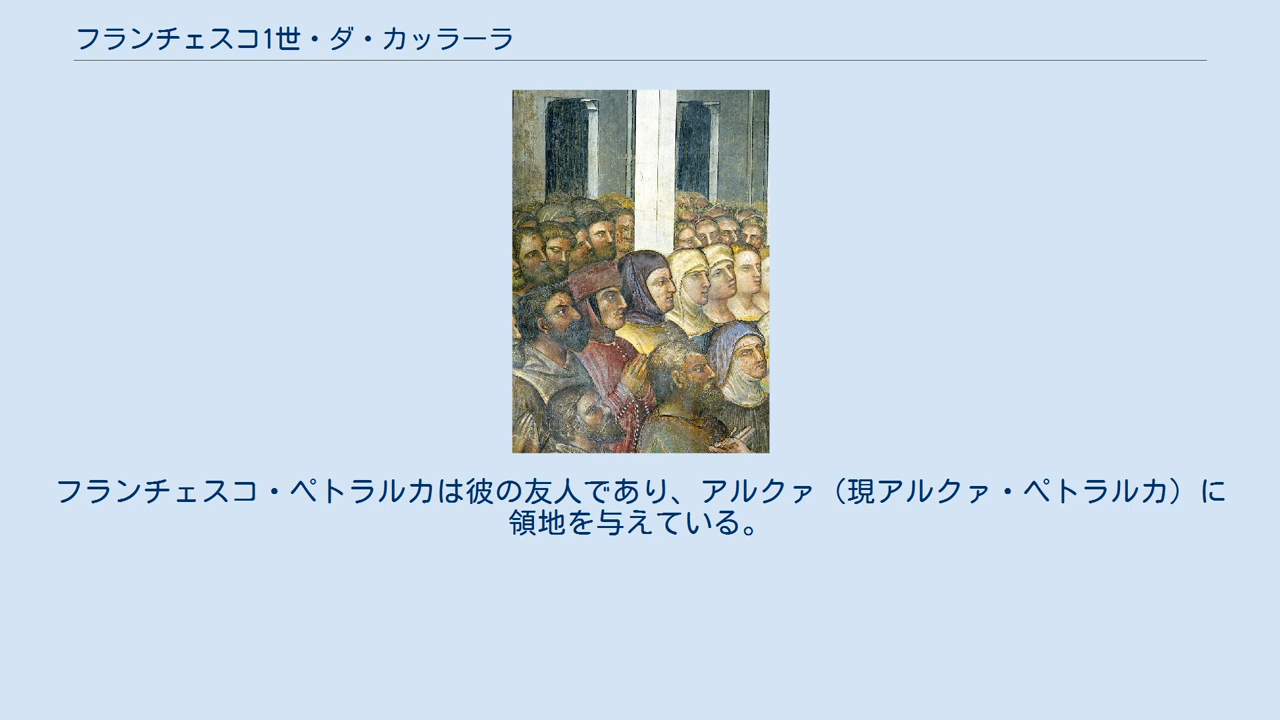 フランチェスコ1世・ダ・カッラーラ
フランチェスコ・ペトラルカは彼の友人であり、アルクァ（現アルクァ・ペトラルカ）に
領地を与えている。